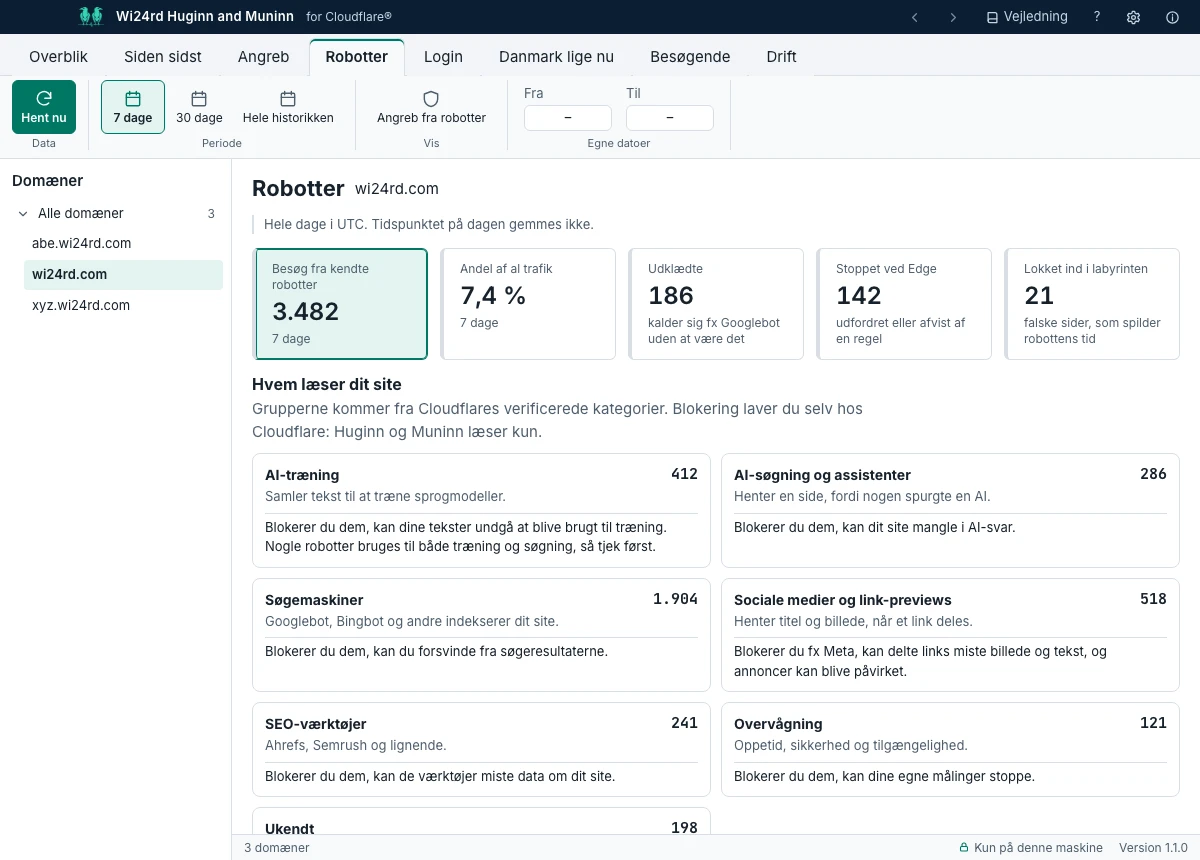 Wi24rd Huginn and Muninn for Cloudflare®
Vejledning ?
Overblik Siden sidst Angreb Robotter Login Danmark lige nu Besøgende Drift
Hent nu
Data
7 dage 30 dage Hele historikken
Periode
Angreb fra robotter
Vis
Fra Til
– –
Egne datoer
Domæner
Alle domæner 3
abe.wi24rd.com
wi24rd.com
xyz.wi24rd.com
Robotter wi24rd.com
Hele dage i UTC. Tidspunktet på dagen gemmes ikke.
Besøg fra kendte
robotter
3.482
7 dage
Andel af al trafik
7,4 %
7 dage
Udklædte
186
kalder sig fx Googlebot
uden at være det
Stoppet ved Edge
142
udfordret eller afvist af
en regel
Lokket ind i labyrinten
21
falske sider, som spilder
robottens tid
Hvem læser dit site
Grupperne kommer fra Cloudflares verificerede kategorier. Blokering laver du selv hos
Cloudflare: Huginn og Muninn læser kun.
AI-træning 412
Samler tekst til at træne sprogmodeller.
Blokerer du dem, kan dine tekster undgå at blive brugt til træning.
Nogle robotter bruges til både træning og søgning, så tjek først.
AI-søgning og assistenter 286
Henter en side, fordi nogen spurgte en AI.
Blokerer du dem, kan dit site mangle i AI-svar.
Søgemaskiner 1.904
Googlebot, Bingbot og andre indekserer dit site.
Blokerer du dem, kan du forsvinde fra søgeresultaterne.
Sociale medier og link-previews 518
Henter titel og billede, når et link deles.
Blokerer du fx Meta, kan delte links miste billede og tekst, og
annoncer kan blive påvirket.
SEO-værktøjer 241
Ahrefs, Semrush og lignende.
Blokerer du dem, kan de værktøjer miste data om dit site.
Overvågning 121
Oppetid, sikkerhed og tilgængelighed.
Blokerer du dem, kan dine egne målinger stoppe.
Ukendt 198
3 domæner
Kun på denne maskine Version 1.1.0